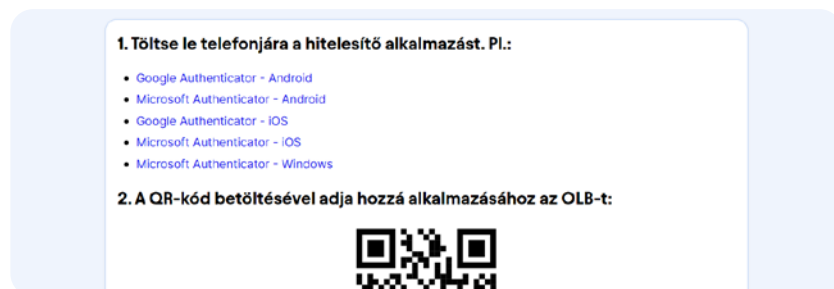 1. Töltse le telefonjára a hitelesítő alkalmazást. Pl.:
• Google Authenticator - Android
• Microsoft Authenticator - Android
• Google Authenticator - iOS
• Microsoft Authenticator - iOS
• Microsoft Authenticator - Windows
2. A QR-kód betöltésével adja hozzá alkalmazásához az OLB-t: